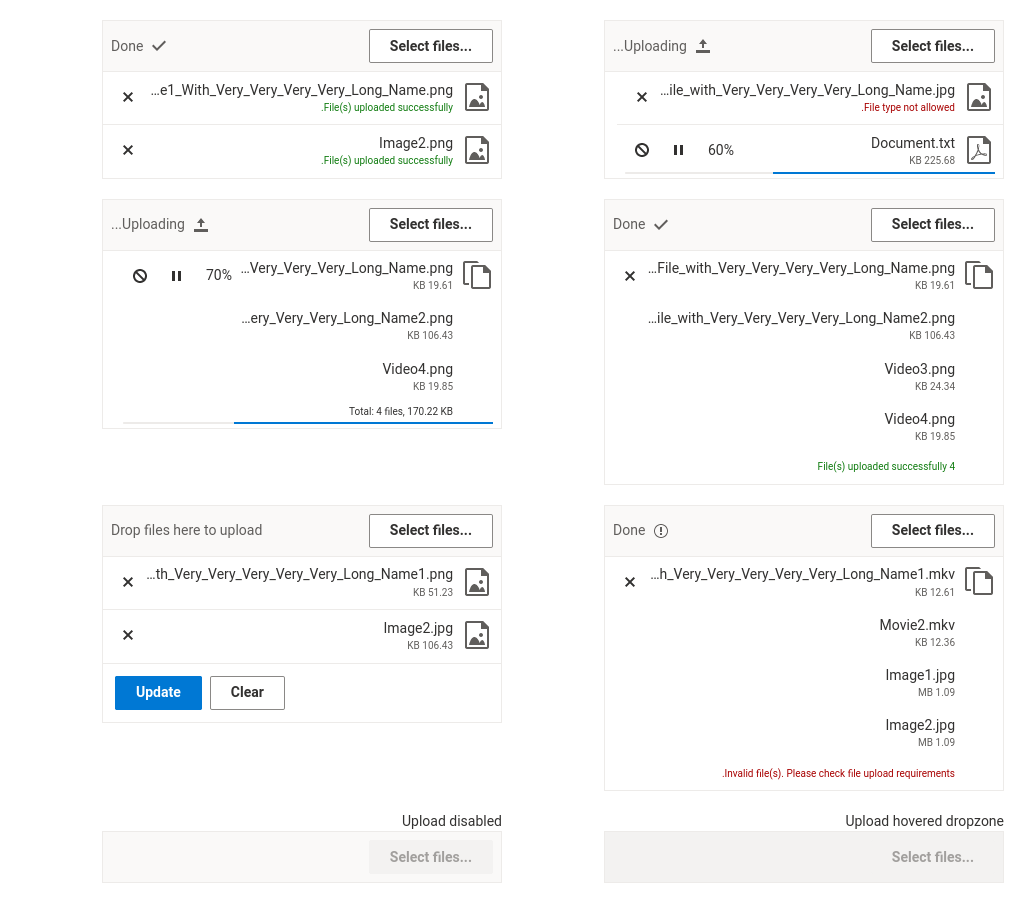 Done
Select files...
...e1_With_Very_Very_Very_Very_Long_Name.png
.File(s) uploaded successfully
Image2.png
.File(s) uploaded successfully
...Uploading
Select files...
...ile_with_Very_Very_Very_Very_Long_Name.jpg
.File type not allowed
60%
Document.txt
KB 225.68
...Uploading
Select files...
70%
...Very_Very_Very_Long_Name.png
KB 19.61
...ery_Very_Very_Long_Name2.png
KB 106.43
Video4.png
KB 19.85
Total: 4 files, 170.22 KB
Done
Select files...
...File_with_Very_Very_Very_Very_Long_Name.png
KB 19.61
...ile_with_Very_Very_Very_Very_Long_Name2.png
KB 106.43
Video3.png
KB 24.34
Video4.png
KB 19.85
File(s) uploaded successfully 4
Drop files here to upload
Select files...
...th_Very_Very_Very_Very_Very_Long_Name1.png
KB 51.23
Image2.jpg
KB 106.43
Update
Clear
Done
Select files...
...h_Very_Very_Very_Very_Very_Long_Name1.mkv
KB 12.61
Movie2.mkv
KB 12.36
Image1.jpg
MB 1.09
Image2.jpg
MB 1.09
.Invalid file(s). Please check file upload requirements
Upload disabled
Select files...
Upload hovered dropzone
Select files...